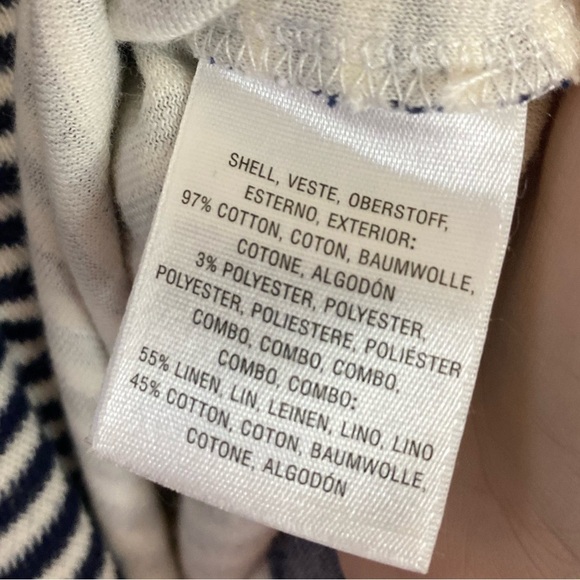 SHELL, VESTE, OBERSTOFF,
ESTERNO, EXTERIOR:
97% COTTON, COTON, BAUMWOLLE,
COTONE, ALGODÓN
3% POLYESTER, POLYESTER,
POLYESTER, POLIESTERE, POLIÉSTER
COMBO, COMBO, COMBO,
COMBO, COMBO:
55% LINEN, LIN, LEINEN, LINO, LINO
45% COTTON, COTON, BAUMWOLLE,
COTONE, ALGODÓN